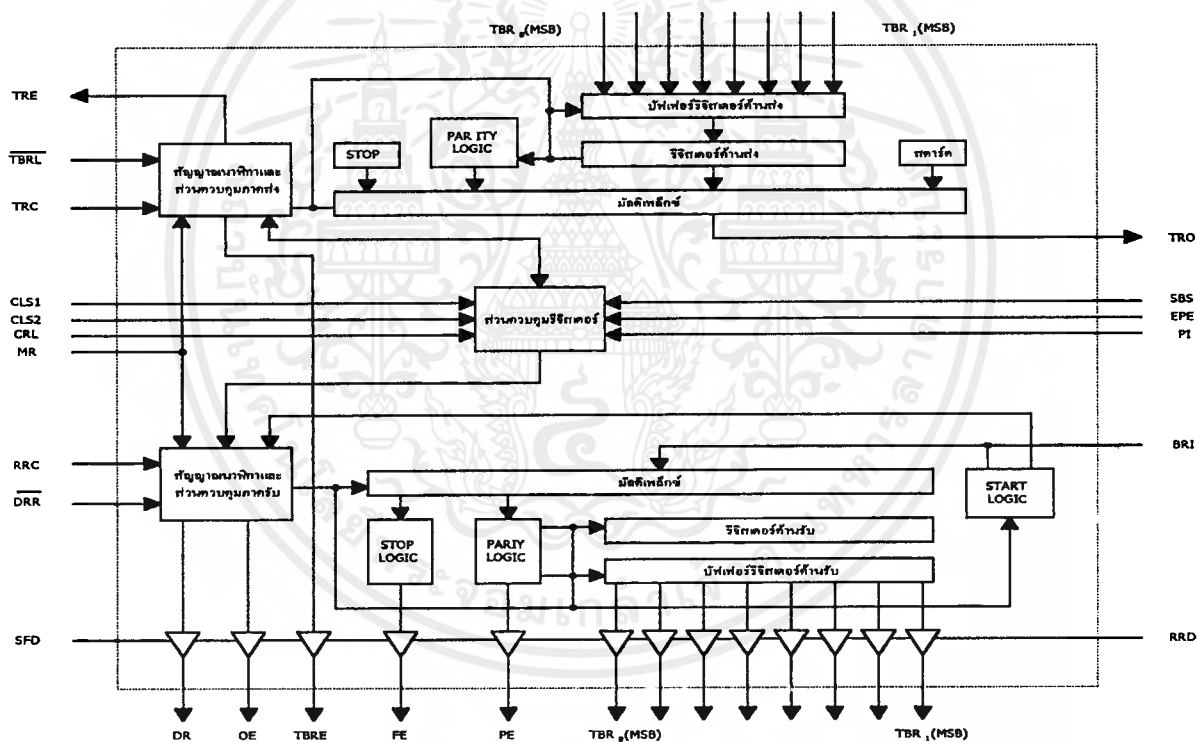 TBR 8(MSB)
TBR 1(MSB)
TRE
บัฟเฟอร์รีจิสเตอร์ด้านส่ง
PAR ITY
LOGIC
TBRL
STOP
รีจิสเตอร์ด้านส่ง
สตาร์ท
สัญญาณนาฬิกาและ
ส่วนควบคุมภาคส่ง
TRC
มัลติเพล็กซ์
TRO
CLS1
SBS
CLS2
ส่วนควบคุมรีจิสเตอร์
EPE
CRL
PI
MR
BRI
RRC
สัญญาณนาฬิกาและ
ส่วนควบคุมภาครับ
มัลติเพล็กซ์
START
LOGIC
DRR
STOP
LOGIC
PARIY
LOGIC
รีจิสเตอร์ด้านรับ
บัฟเฟอร์รีจิสเตอร์ด้านรับ
SFD
RRD
DR
OE
TBRE
FE
PE
TBR 8(MSB)
TBR 1(MSB)